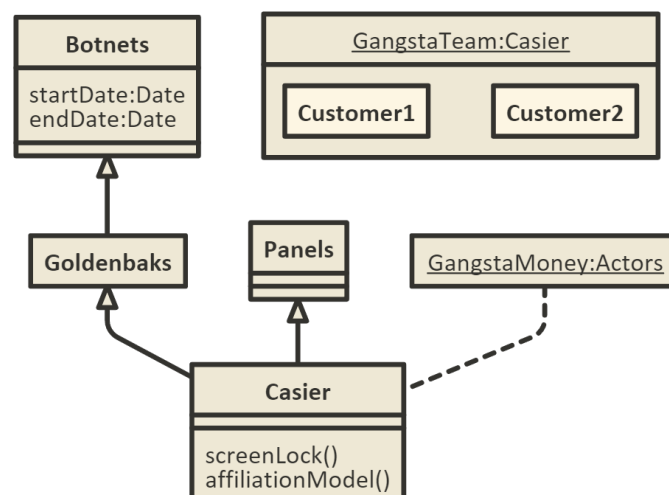 Botnets
startDate:Date
endDate:Date
GangstaTeam:Casier
Customer1
Customer2
Goldenbaks
Panels
GangstaMoney:Actors
Casier
screenLock()
affiliationModel()